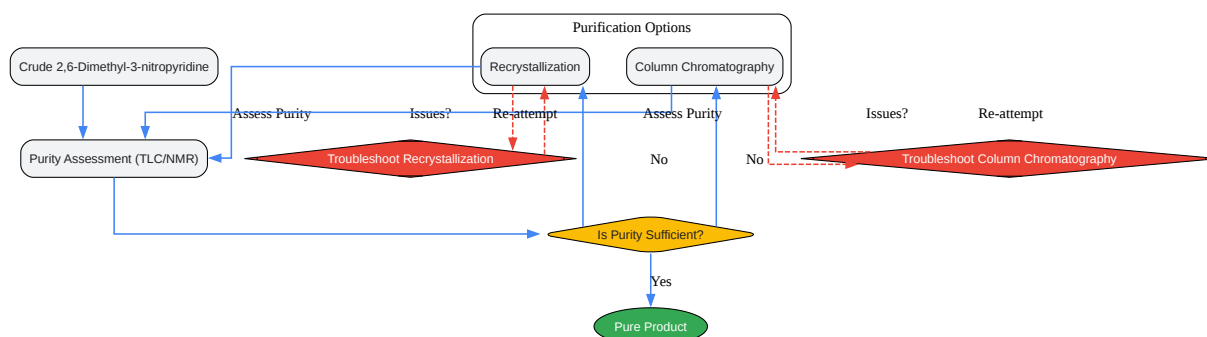 Purification Options
Crude 2,6-Dimethyl-3-nitropyridine
Recrystallization
Column Chromatography
Assess Purity
Issues?
Re-attempt
Assess Purity
Issues?
Re-attempt
Purity Assessment (TLC/NMR)
Troubleshoot Recrystallization
No
No
Troubleshoot Column Chromatography
Is Purity Sufficient?
Yes
Pure Product